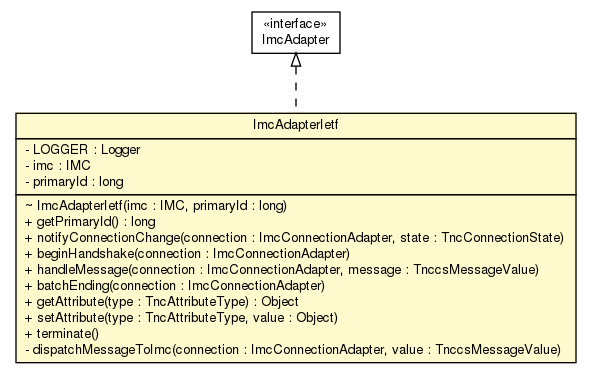 «interface»
ImcAdapter
ImcAdapterIetf
- LOGGER : Logger
- imc : IMC
- primaryId : long
~ ImcAdapterIetf(imc : IMC, primaryId : long)
+ getPrimaryId() : long
+ notifyConnectionChange(connection : ImcConnectionAdapter, state : TncConnectionState)
+ beginHandshake(connection : ImcConnectionAdapter)
+ handleMessage(connection : ImcConnectionAdapter, message : TnccsMessageValue)
+ batchEnding(connection : ImcConnectionAdapter)
+ getAttribute(type : TncAttributeType) : Object
+ setAttribute(type : TncAttributeType, value : Object)
+ terminate()
- dispatchMessageToImc(connection : ImcConnectionAdapter, value : TnccsMessageValue)